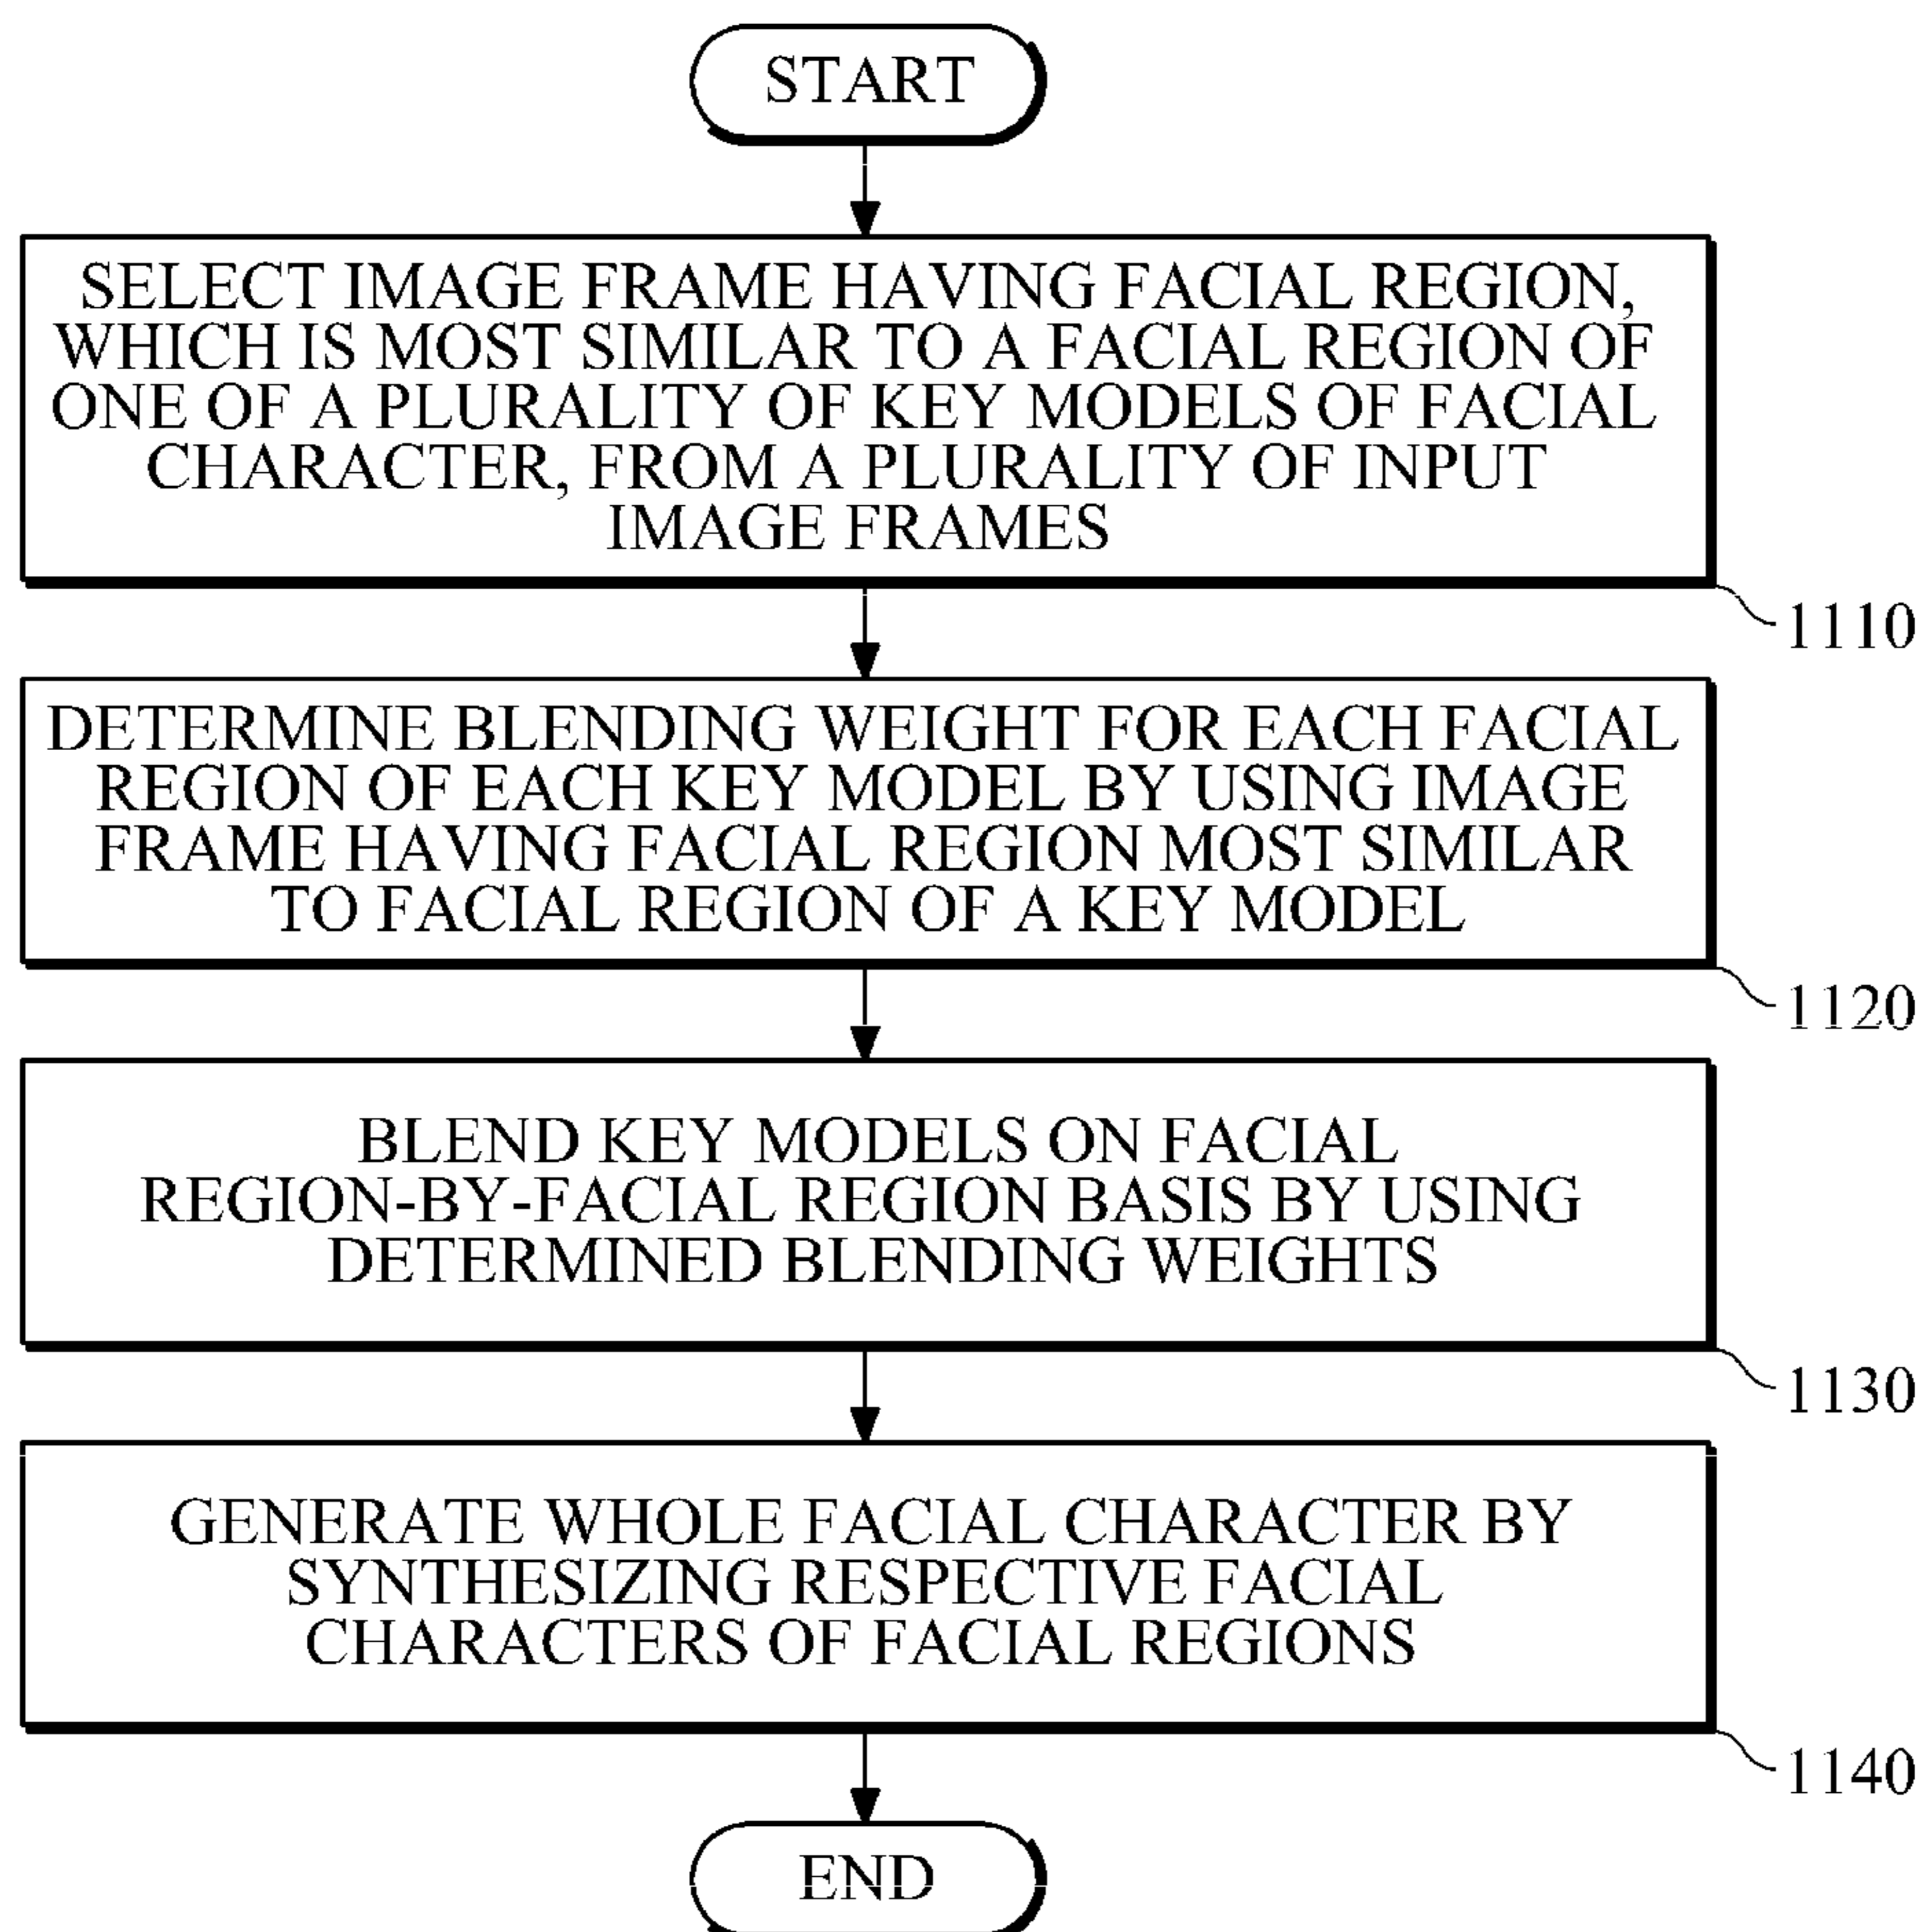 START
SELECT IMAGE FRAME HAVING FACIAL REGION,
WHICH IS MOST SIMILAR TO A FACIAL REGION OF
ONE OF A PLURALITY OF KEY MODELS OF FACIAL
CHARACTER, FROM A PLURALITY OF INPUT
IMAGE FRAMES
1110
DETERMINE BLENDING WEIGHT FOR EACH FACIAL
REGION OF EACH KEY MODEL BY USING IMAGE
FRAME HAVING FACIAL REGION MOST SIMILAR
TO FACIAL REGION OF A KEY MODEL
1120
BLEND KEY MODELS ON FACIAL
REGION-BY-FACIAL REGION BASIS BY USING
DETERMINED BLENDING WEIGHTS
1130
GENERATE WHOLE FACIAL CHARACTER BY
SYNTHESIZING RESPECTIVE FACIAL
CHARACTERS OF FACIAL REGIONS
1140
END